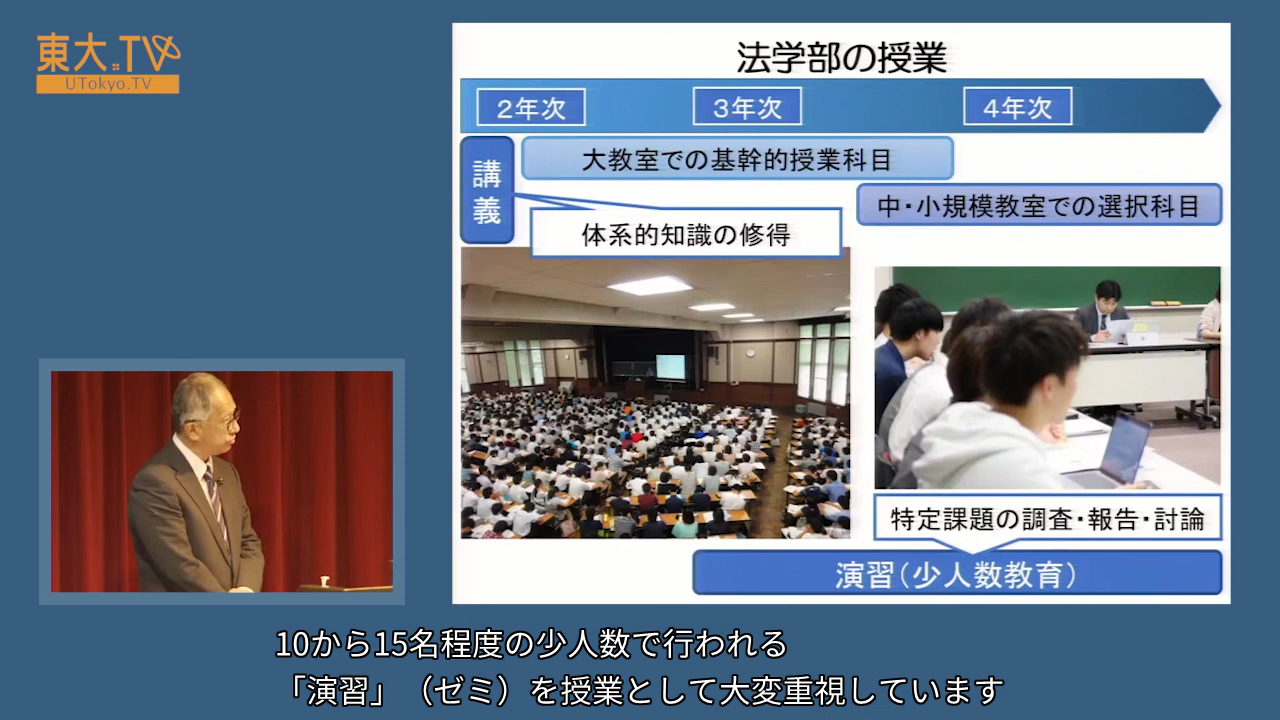 東大TV
UTokyo.TV
法学部の授業
2年次
3年次
4年次
講義
大教室での基幹的授業科目
中・小規模教室での選択科目
体系的知識の修得
特定課題の調査・報告・討論
演習（少人数教育）
10から15名程度の少人数で行われる
「演習」（ゼミ）を授業として大変重視しています